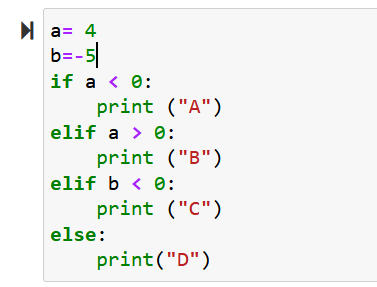 a= 4
b=-5
if a < 0:
    print ("A")
elif a > 0:
    print ("B")
elif b < 0:
    print ("C")
else:
    print("D")